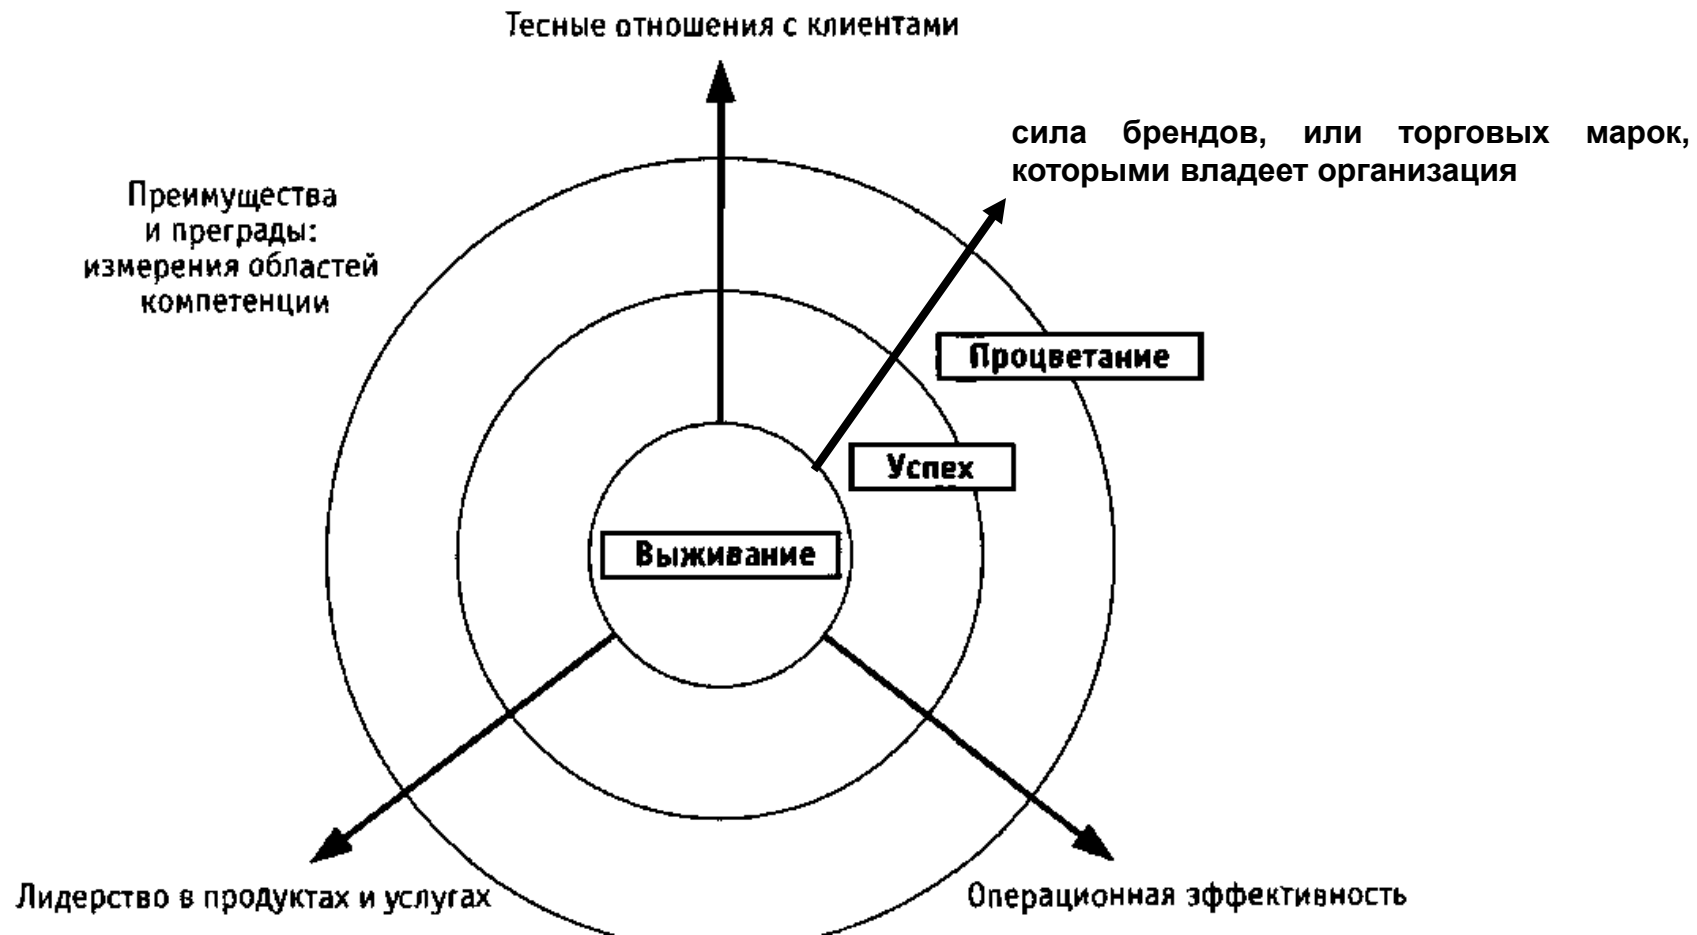 Тесные отношения с клиентами
сила брендов, или торговых марок,
которыми владеет организация
Преимущества
и преграды:
измерения областей
компетенции
Процветание
Успех
Выживание
Лидерство в продуктах и услугах
Операционная эффективность